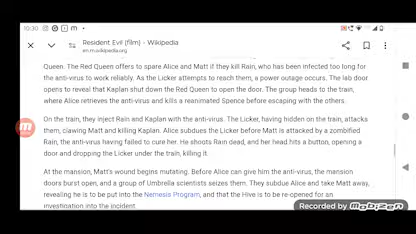 10:30
Resident Evil (film) - Wikipedia
en.m.wikipedia.org
Queen. The Red Queen offers to spare Alice and Matt if they kill Rain, who has been infected too long for
the anti-virus to work reliably. As the Licker attempts to reach them, a power outage occurs. The lab door
opens to reveal that Kaplan shut down the Red Queen to open the door. The group heads to the train,
where Alice retrieves the anti-virus and kills a reanimated Spence before escaping with the others.
On the train, they inject Rain and Kaplan with the anti-virus. The Licker, having hidden on the train, attacks
them, clawing Matt and killing Kaplan. Alice subdues the Licker before Matt is attacked by a zombified
Rain, the anti-virus having failed to cure her. He shoots Rain dead, and her head hits a button, opening
a door and dropping the Licker under the train, killing it.
At the mansion, Matt's wound begins mutating. Before Alice can give him the anti-virus, the mansion
doors burst open, and a group of Umbrella scientists seize them. They subdue Alice and take Matt away,
revealing he is to be put into the Nemesis Program, and that the Hive is to be re-opened for an
investigation into the incident.
Recorded by Mobizen